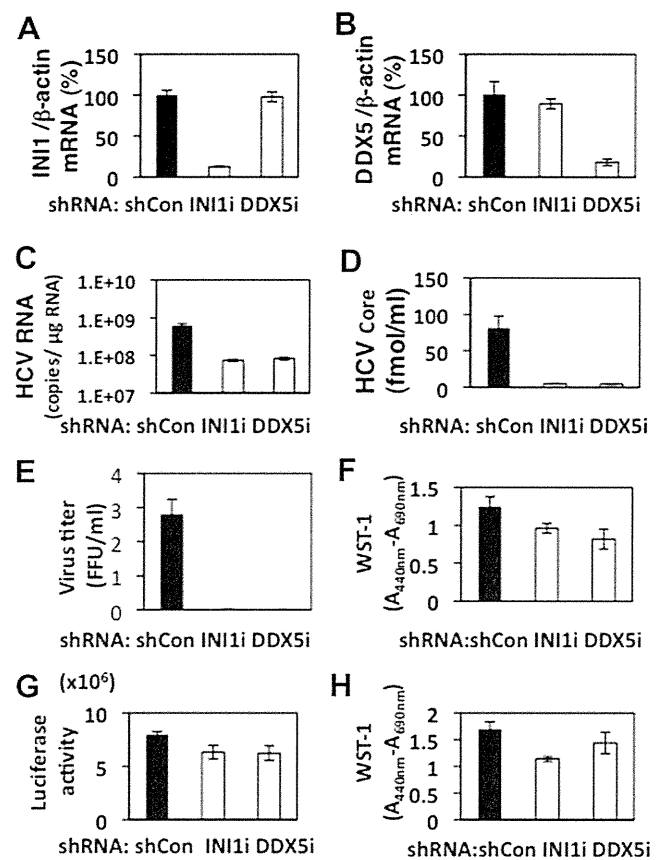 A
INI1/β-actin
mRNA (%)
150
100
50
0
shRNA: shCon INI1i DDX5i
B
DDX5/β-actin
mRNA (%)
150
100
50
0
shRNA: shCon INI1i DDX5i
C
HCV RNA
(copies/ µg RNA)
1.E+10
1.E+09
1.E+08
1.E+07
shRNA: shCon INI1i DDX5i
D
HCV Core
(fmol/ml)
150
100
50
0
shRNA: shCon INI1i DDX5i
E
Virus titer
(FFU/ml)
4
3
2
1
0
shRNA: shCon INI1i DDX5i
F
WST-1
(A440nm-A690nm)
1.5
1
0.5
0
shRNA:shCon INI1i DDX5i
G
(x10⁶)
Luciferase
activity
10
5
0
shRNA: shCon INI1i DDX5i
H
WST-1
(A440nm-A690nm)
2
1.5
1
0.5
0
shRNA:shCon INI1i DDX5i